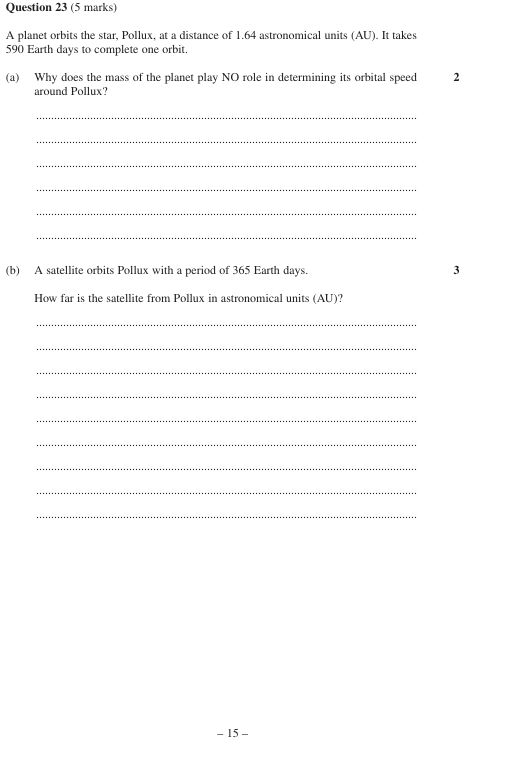 Question 23 (5 marks)
A planet orbits the star, Pollux, at a distance of 1.64 astronomical units (AU). It takes
590 Earth days to complete one orbit.
(a) Why does the mass of the planet play NO role in determining its orbital speed 2
around Pollux?
(b) A satellite orbits Pollux with a period of 365 Earth days. 3
How far is the satellite from Pollux in astronomical units (AU)?
– 15 –